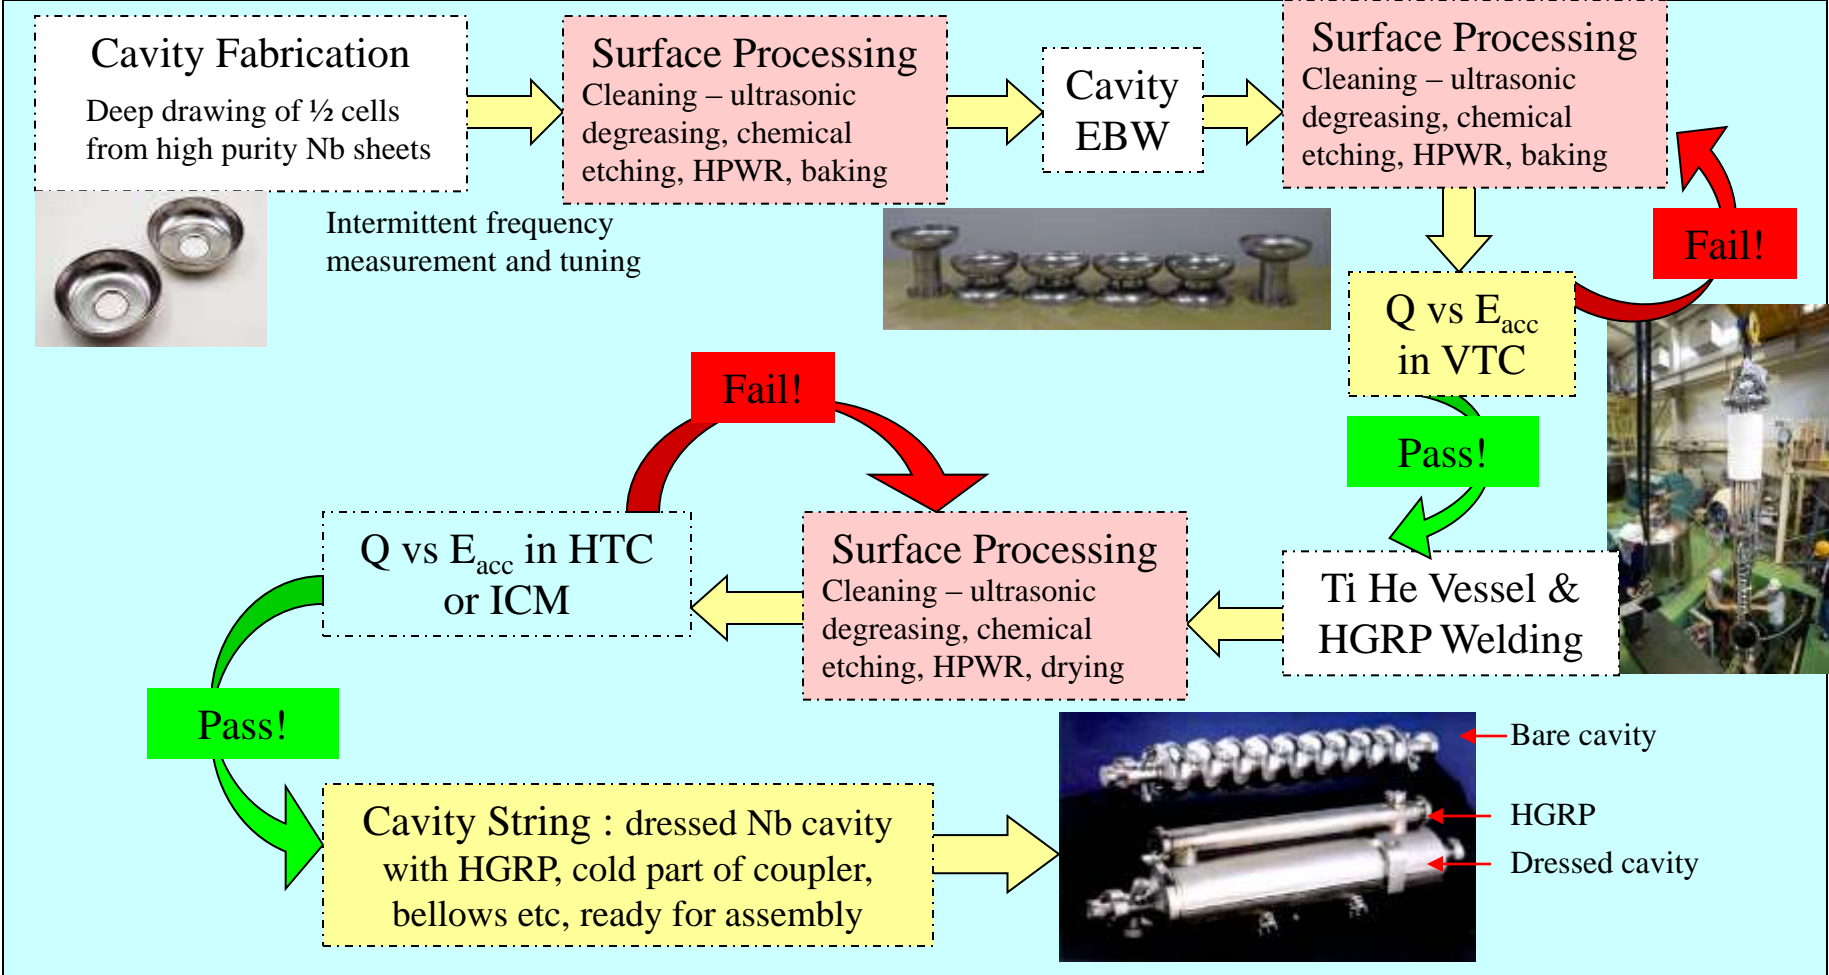 Cavity Fabrication
Deep drawing of ½ cells
from high purity Nb sheets
Surface Processing
Cleaning – ultrasonic
degreasing, chemical
etching, HPWR, baking
Cavity
EBW
Surface Processing
Cleaning – ultrasonic
degreasing, chemical
etching, HPWR, baking
Intermittent frequency
measurement and tuning
Fail!
Q vs Eacc
in VTC
Pass!
Ti He Vessel &
HGRP Welding
Surface Processing
Cleaning – ultrasonic
degreasing, chemical
etching, HPWR, drying
Fail!
Q vs Eacc in HTC
or ICM
Pass!
Cavity String : dressed Nb cavity
with HGRP, cold part of coupler,
bellows etc, ready for assembly
Bare cavity
HGRP
Dressed cavity